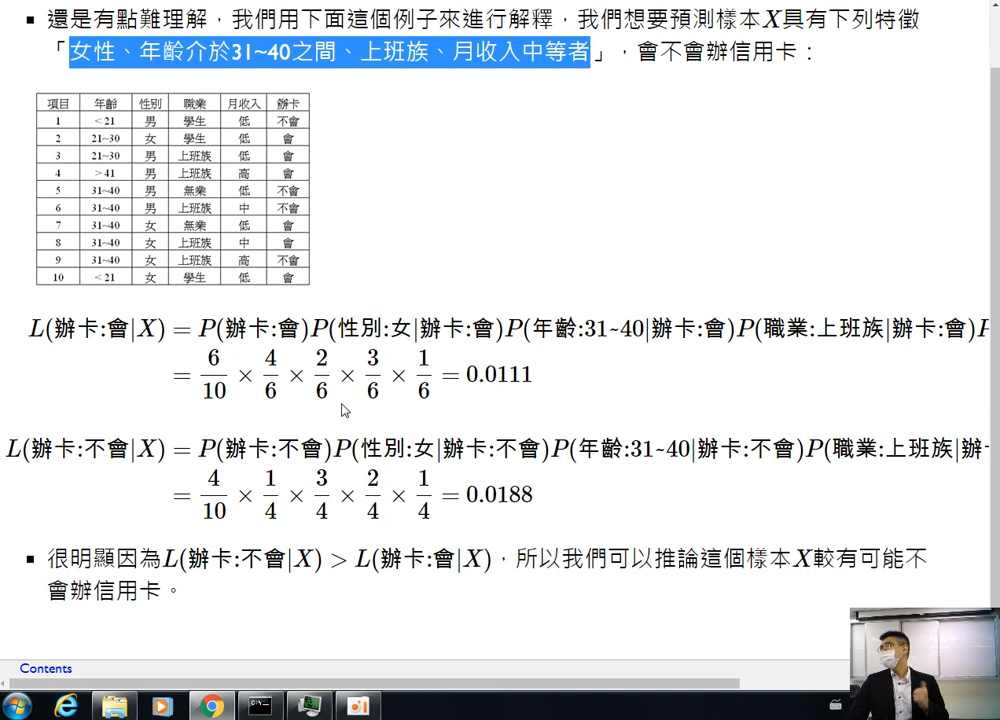 還是有點難理解，我們用下面這個例子來進行解釋，我們想要預測樣本X具有下列特徵
「女性、年齡介於31~40之間、上班族、月收入中等者」，會不會辦信用卡：
項目 年齡 性別 職業 月收入 辦卡
1 <21 男 學生 低 不會
2 21~30 女 學生 低 會
3 21~30 男 上班族 低 會
4 >41 男 上班族 高 會
5 31~40 男 無業 低 不會
6 31~40 男 上班族 中 不會
7 31~40 女 無業 低 會
8 31~40 女 上班族 中 會
9 31~40 女 上班族 高 不會
10 <21 女 學生 低 會
L(辦卡:會|X) = P(辦卡:會)P(性別:女|辦卡:會)P(年齡:31~40|辦卡:會)P(職業:上班族|辦卡:會)P
= 6/10 × 4/6 × 2/6 × 3/6 × 1/6 = 0.0111
L(辦卡:不會|X) = P(辦卡:不會)P(性別:女|辦卡:不會)P(年齡:31~40|辦卡:不會)P(職業:上班族|辦
= 4/10 × 1/4 × 3/4 × 2/4 × 1/4 = 0.0188
很明顯因為L(辦卡:不會|X) > L(辦卡:會|X)，所以我們可以推論這個樣本X較有可能不
會辦信用卡。
Contents